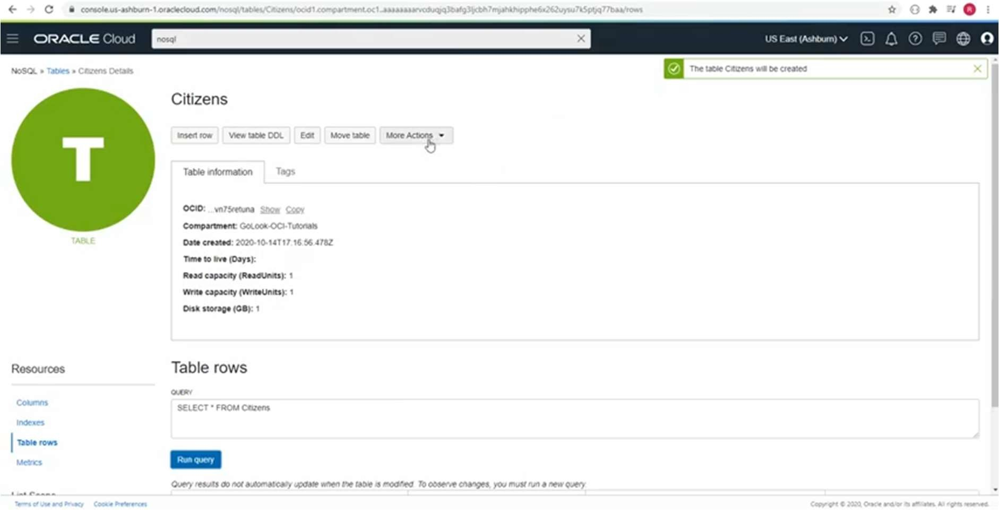 console.us-ashburn-1.oraclecloud.com/nosql/tables/Citizens/ocid1.compartment.oc1..aaaaaaaarvcduqjq3bafg3ljcbh7mjahkhipphe6x262uysu7k5ptjq77baa/rows
R
ORACLE Cloud
nosql
US East (Ashburn)
NoSQL » Tables » Citizens Details
The table Citizens will be created
Citizens
Insert row View table DDL Edit Move table More Actions
T
TABLE
Table information Tags
OCID: ...vn75retuna Show Copy
Compartment: GoLook-OCI-Tutorials
Date created: 2020-10-14T17:16:56.478Z
Time to live (Days):
Read capacity (ReadUnits): 1
Write capacity (WriteUnits): 1
Disk storage (GB): 1
Resources
Columns
Indexes
Table rows
Metrics
List Scope
Table rows
QUERY
SELECT * FROM Citizens
Run query
Query results do not automatically update when the table is modified. To observe changes, you must run a new query.
Terms of Use and Privacy Cookie Preferences
Copyright © 2020, Oracle and/or its affiliates. All rights reserved.